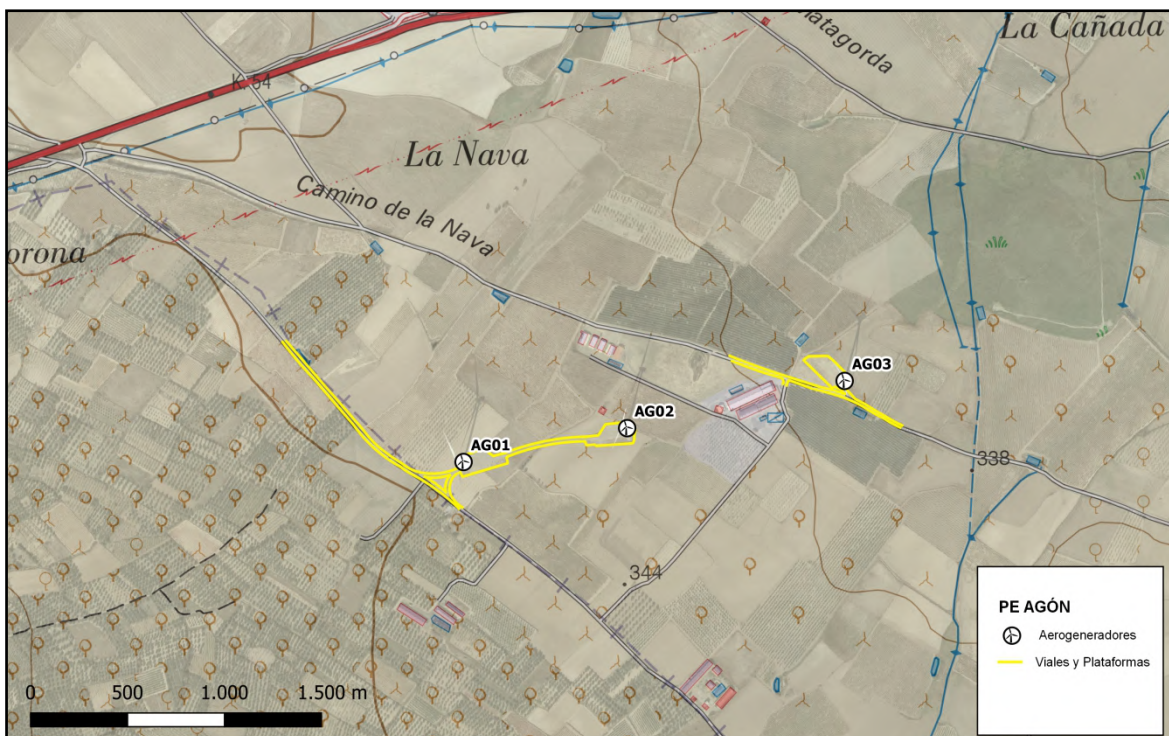 matagorda
La Cañada
K. 54
La Nava
Camino de la Nava
orona
AG03
AG02
AG01
338
344
PE AGÓN
Aerogeneradores
Viales y Plataformas
0 500 1.000 1.500 m